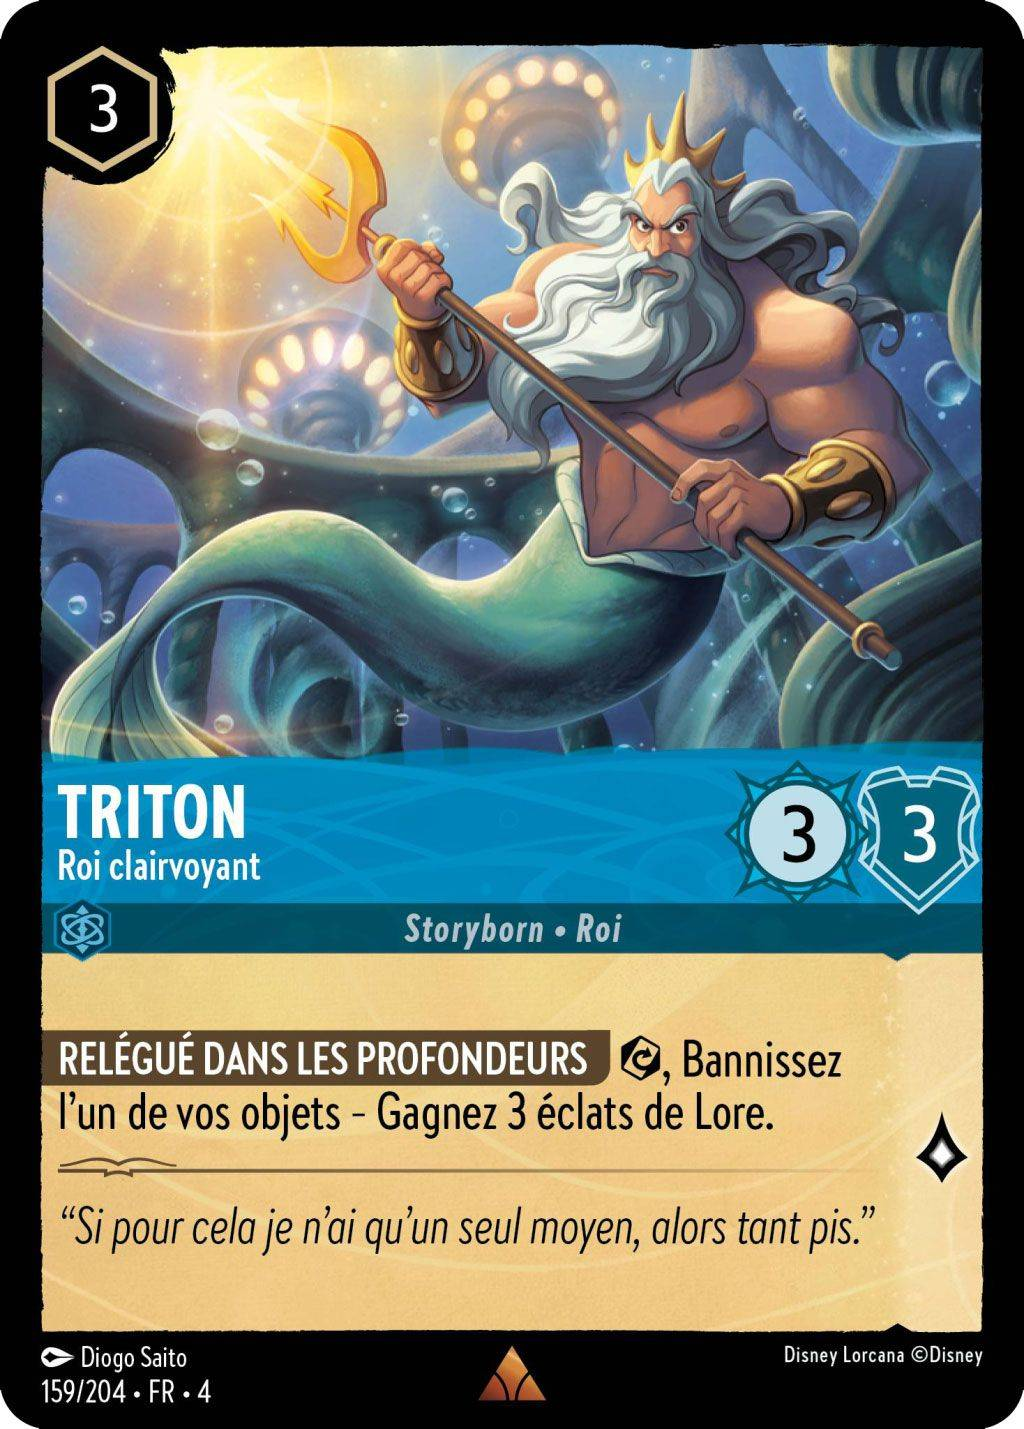 3
TRITON
Roi clairvoyant
3 3
Storyborn • Roi
RELÉGUÉ DANS LES PROFONDEURS , Bannissez
l’un de vos objets – Gagnez 3 éclats de Lore.
“Si pour cela je n’ai qu’un seul moyen, alors tant pis.”
Diogo Saito
159/204 • FR • 4
Disney Lorcana ©Disney